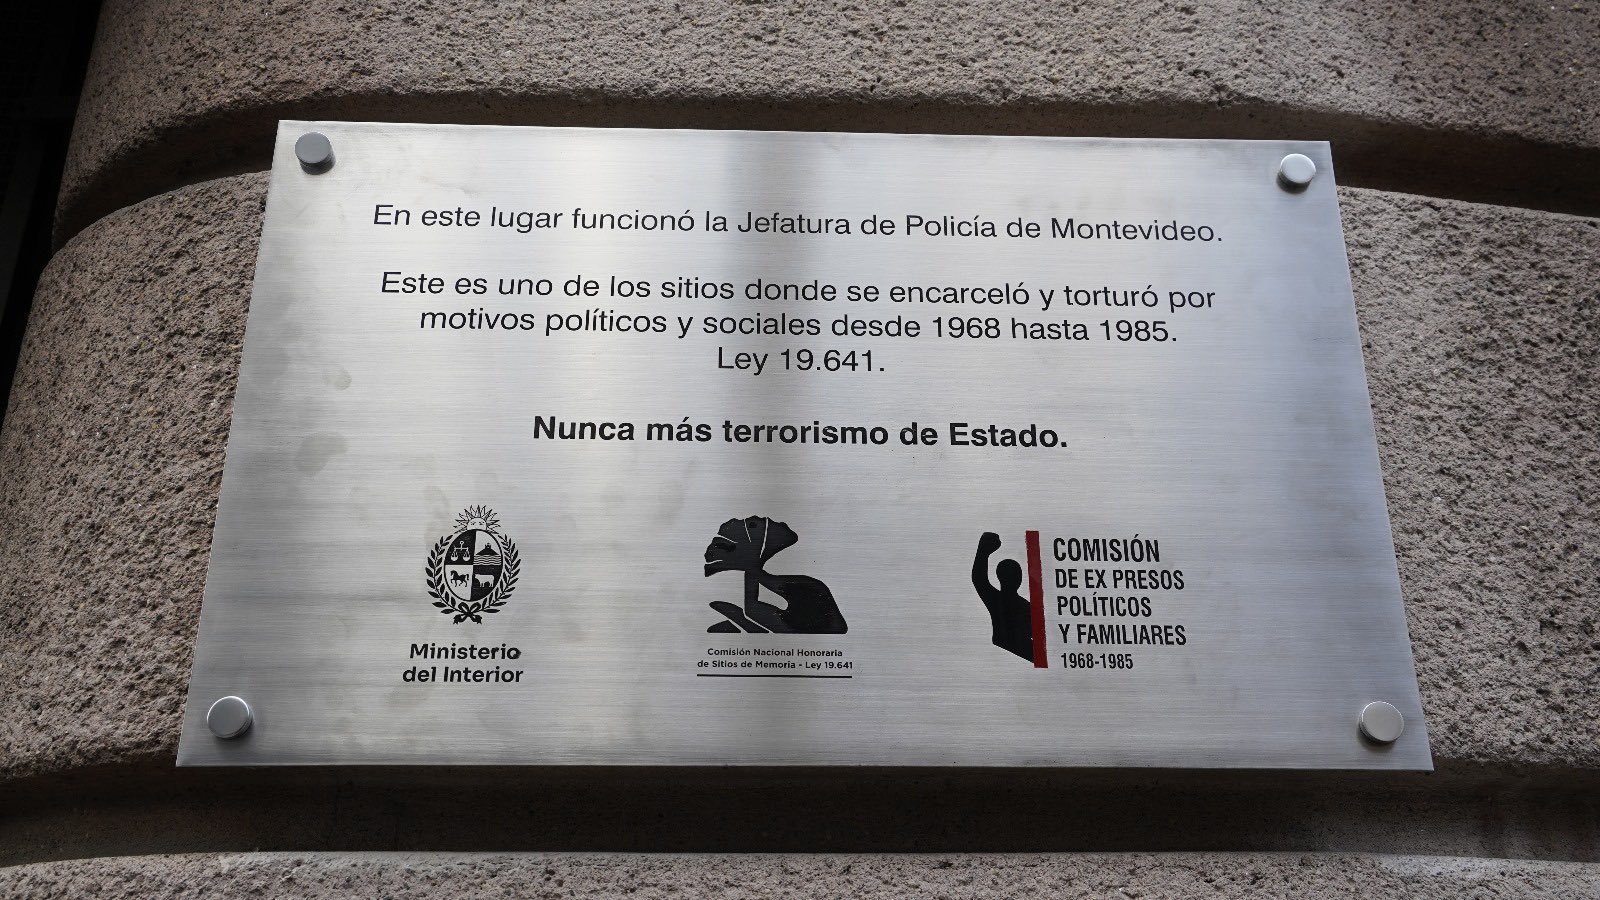 En este lugar funcionó la Jefatura de Policía de Montevideo.
Este es uno de los sitios donde se encarceló y torturó por
motivos políticos y sociales desde 1968 hasta 1985.
Ley 19.641.
Nunca más terrorismo de Estado.
Ministerio
del Interior
Comisión Nacional Honoraria
de Sitios de Memoria - Ley 19.641
COMISIÓN
DE EX PRESOS
POLÍTICOS
Y FAMILIARES
1968-1985